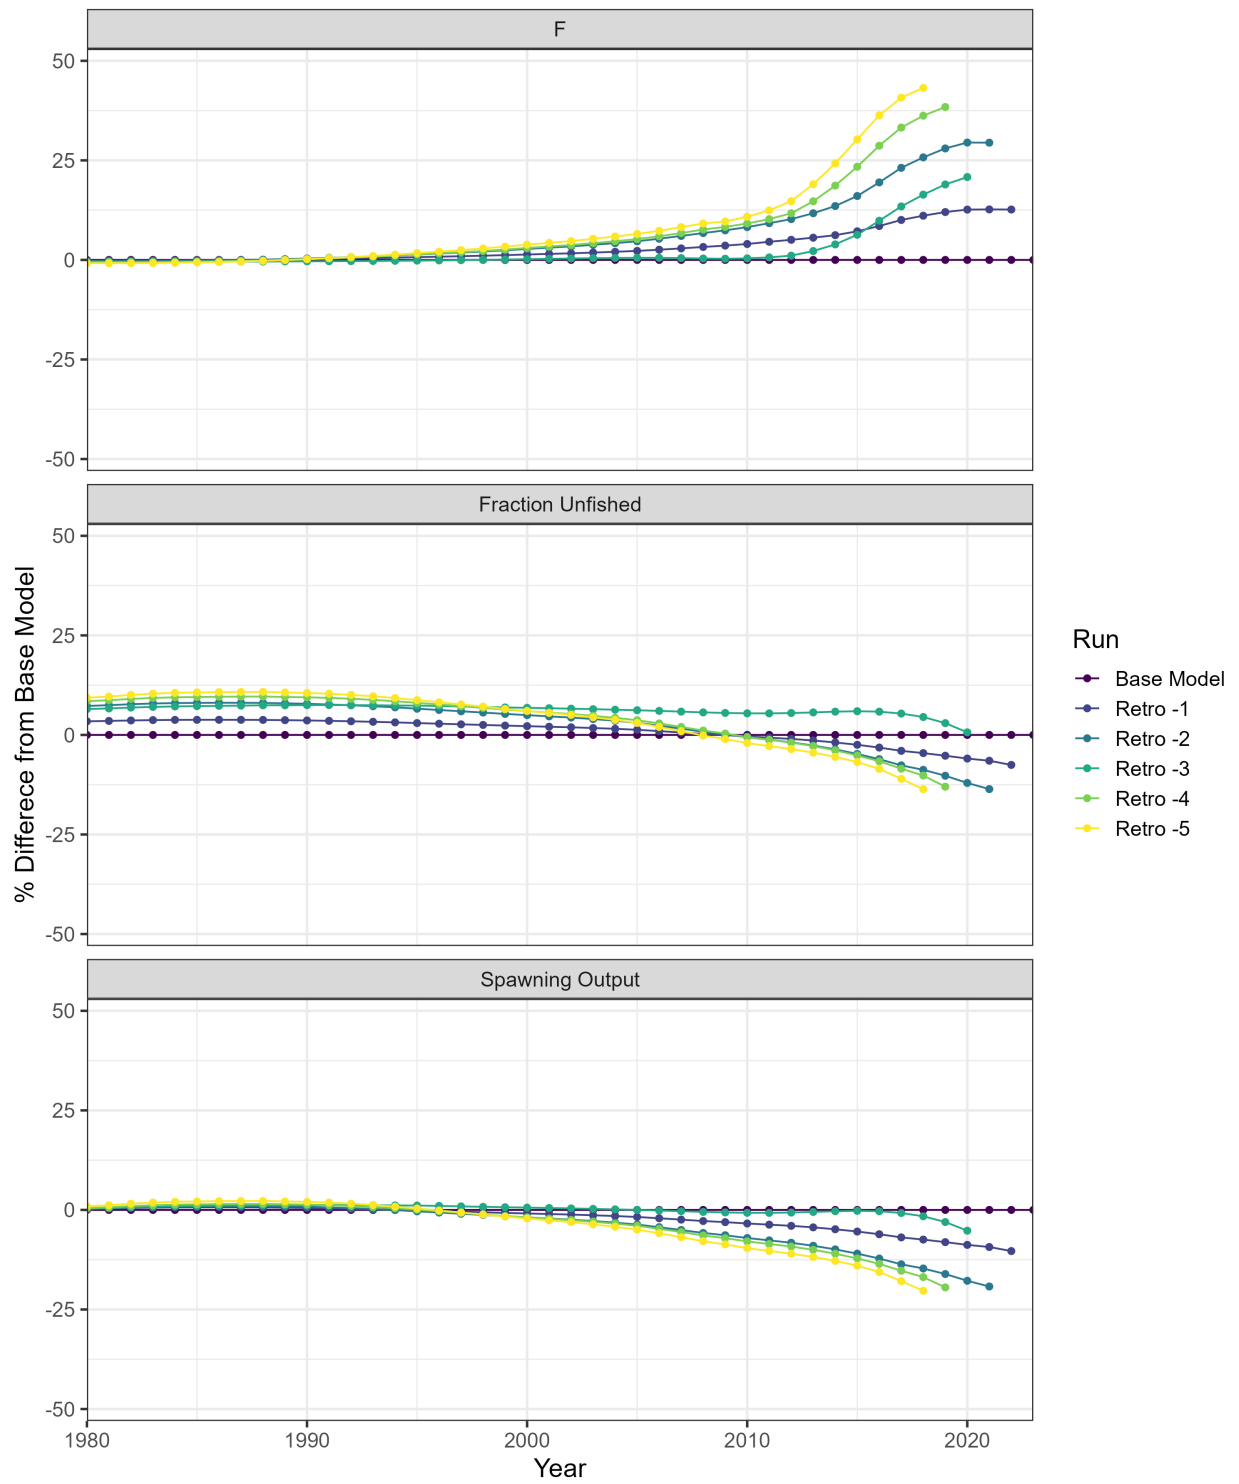 F
50
25
0
-25
-50
Fraction Unfished
50
25
0
-25
-50
% Differece from Base Model
Spawning Output
50
25
0
-25
-50
1980
1990
2000
2010
2020
Year
Run
Base Model
Retro -1
Retro -2
Retro -3
Retro -4
Retro -5